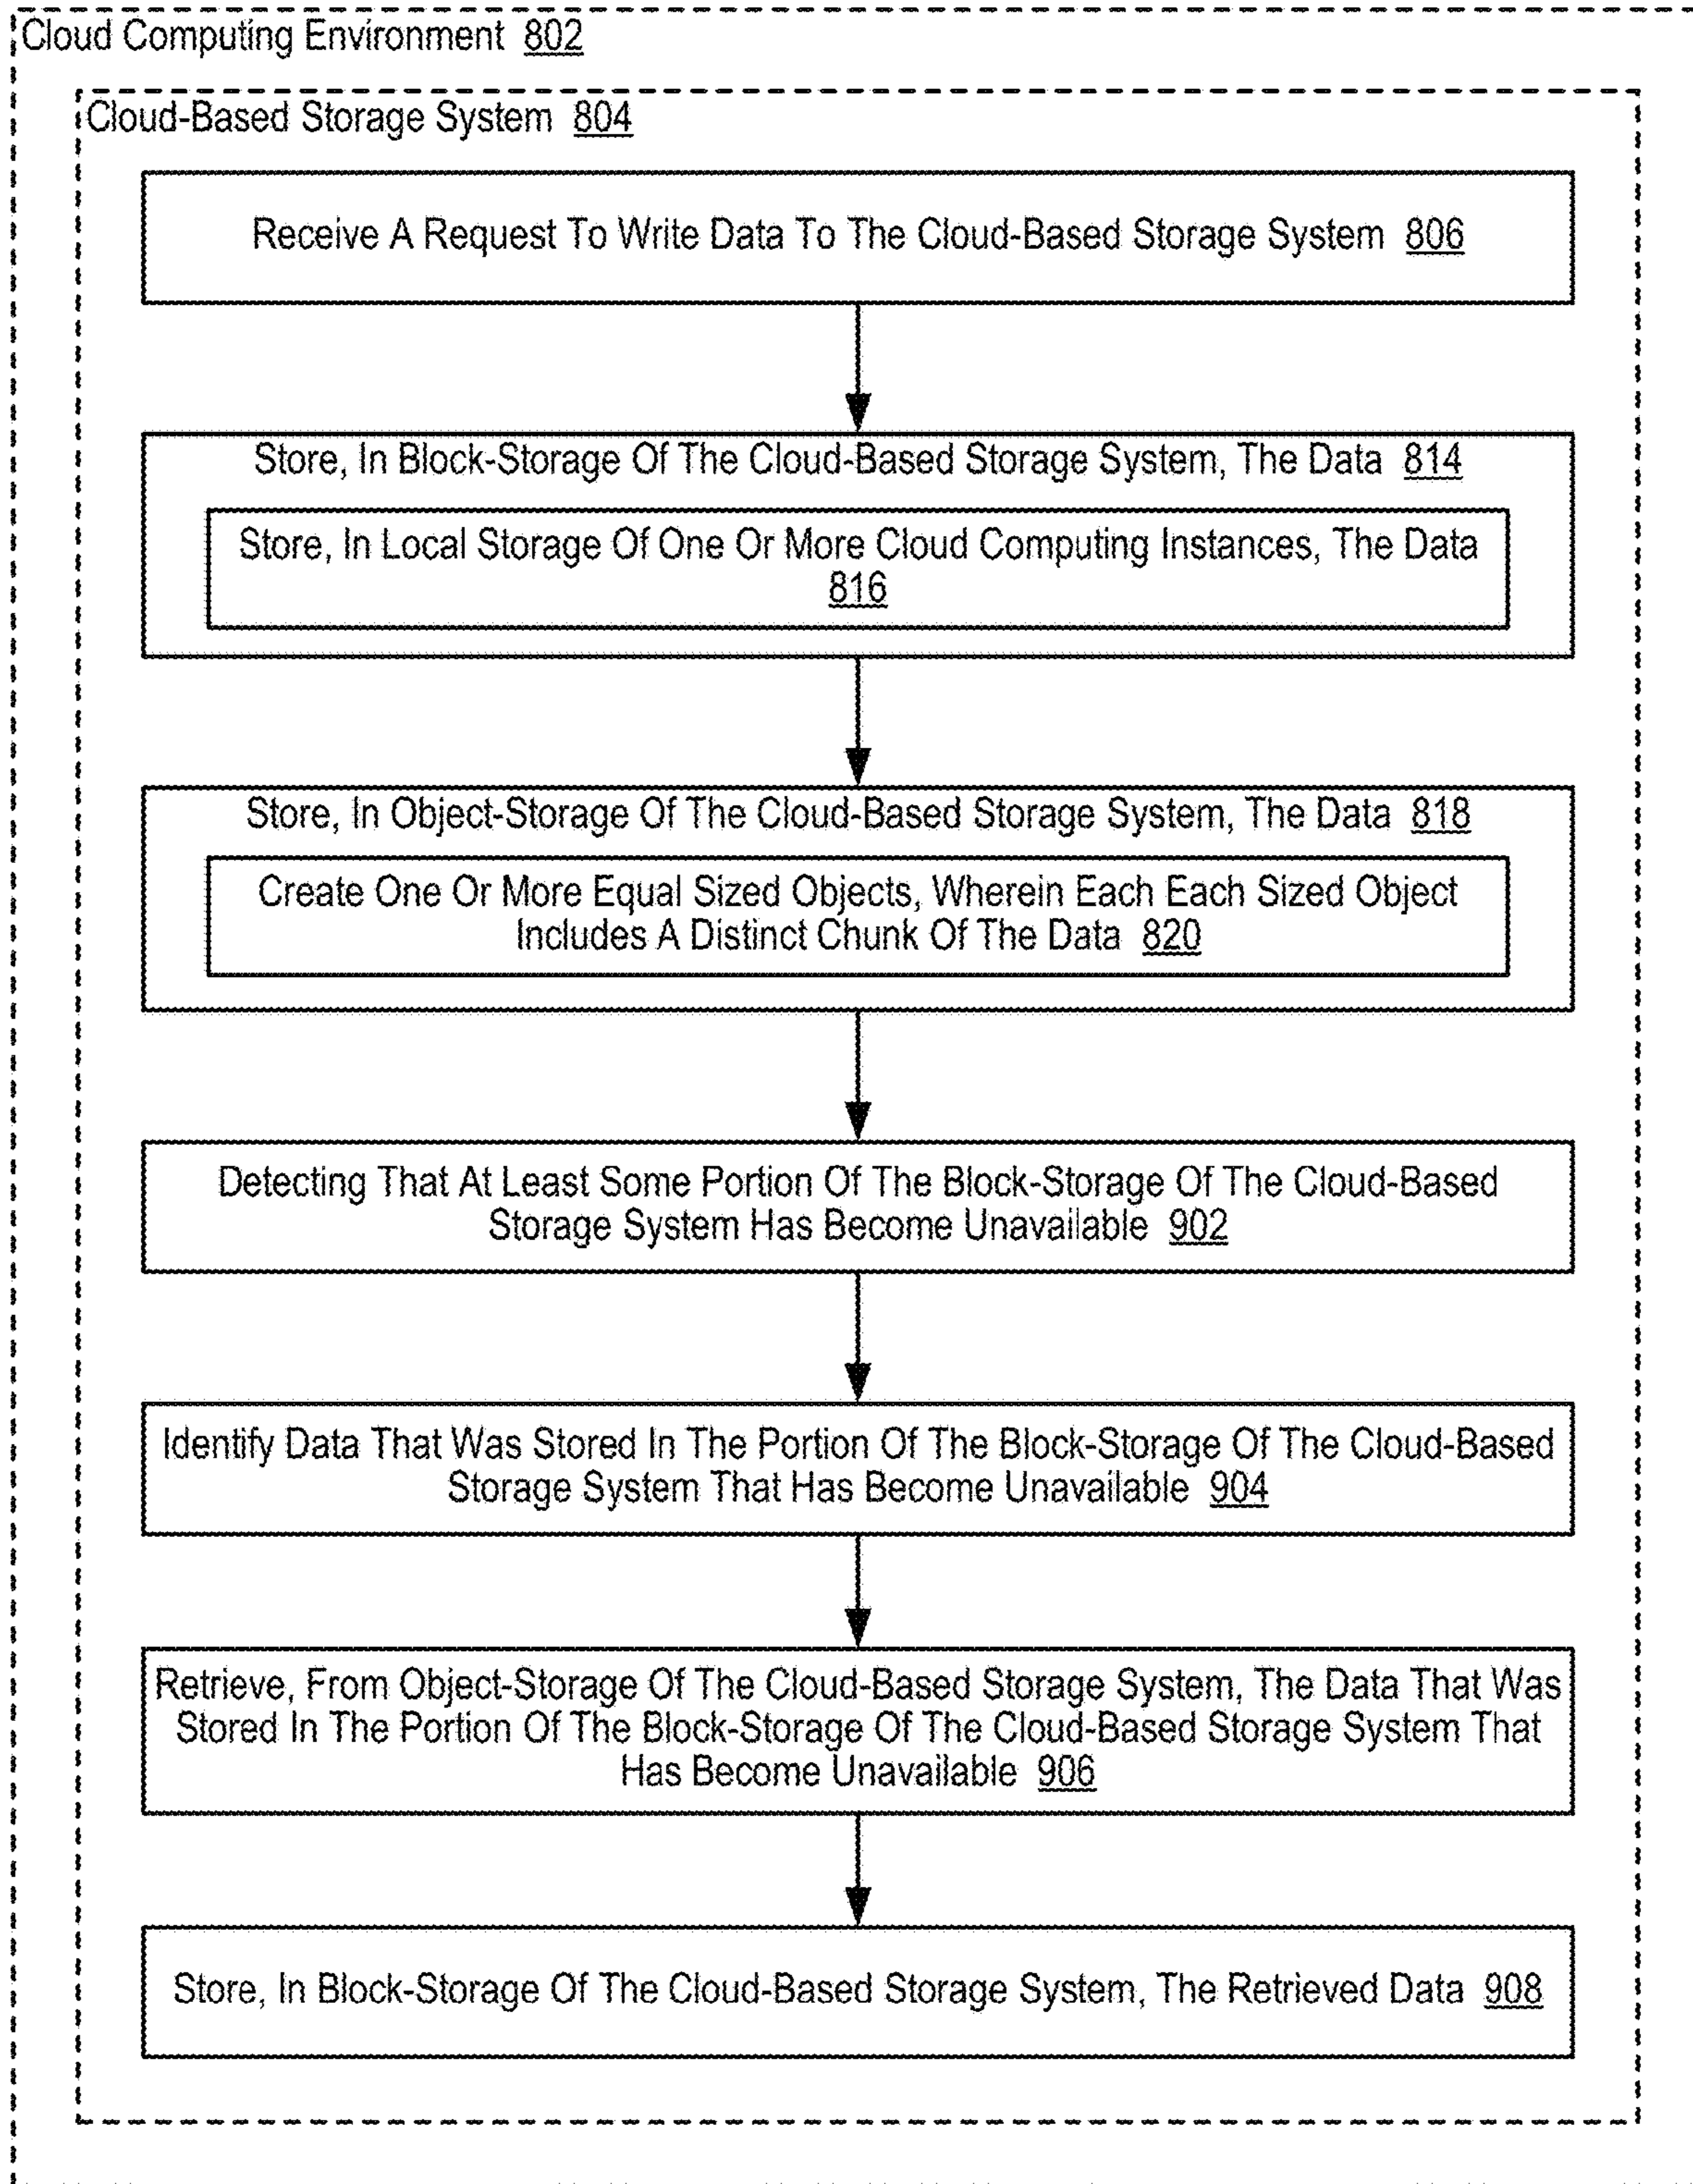 Cloud Computing Environment 802
Cloud-Based Storage System 804
Receive A Request To Write Data To The Cloud-Based Storage System 806
Store, In Block-Storage Of The Cloud-Based Storage System, The Data 814
Store, In Local Storage Of One Or More Cloud Computing Instances, The Data
816
Store, In Object-Storage Of The Cloud-Based Storage System, The Data 818
Create One Or More Equal Sized Objects, Wherein Each Each Sized Object
Includes A Distinct Chunk Of The Data 820
Detecting That At Least Some Portion Of The Block-Storage Of The Cloud-Based
Storage System Has Become Unavailable 902
Identify Data That Was Stored In The Portion Of The Block-Storage Of The Cloud-Based
Storage System That Has Become Unavailable 904
Retrieve, From Object-Storage Of The Cloud-Based Storage System, The Data That Was
Stored In The Portion Of The Block-Storage Of The Cloud-Based Storage System That
Has Become Unavailable 906
Store, In Block-Storage Of The Cloud-Based Storage System, The Retrieved Data 908